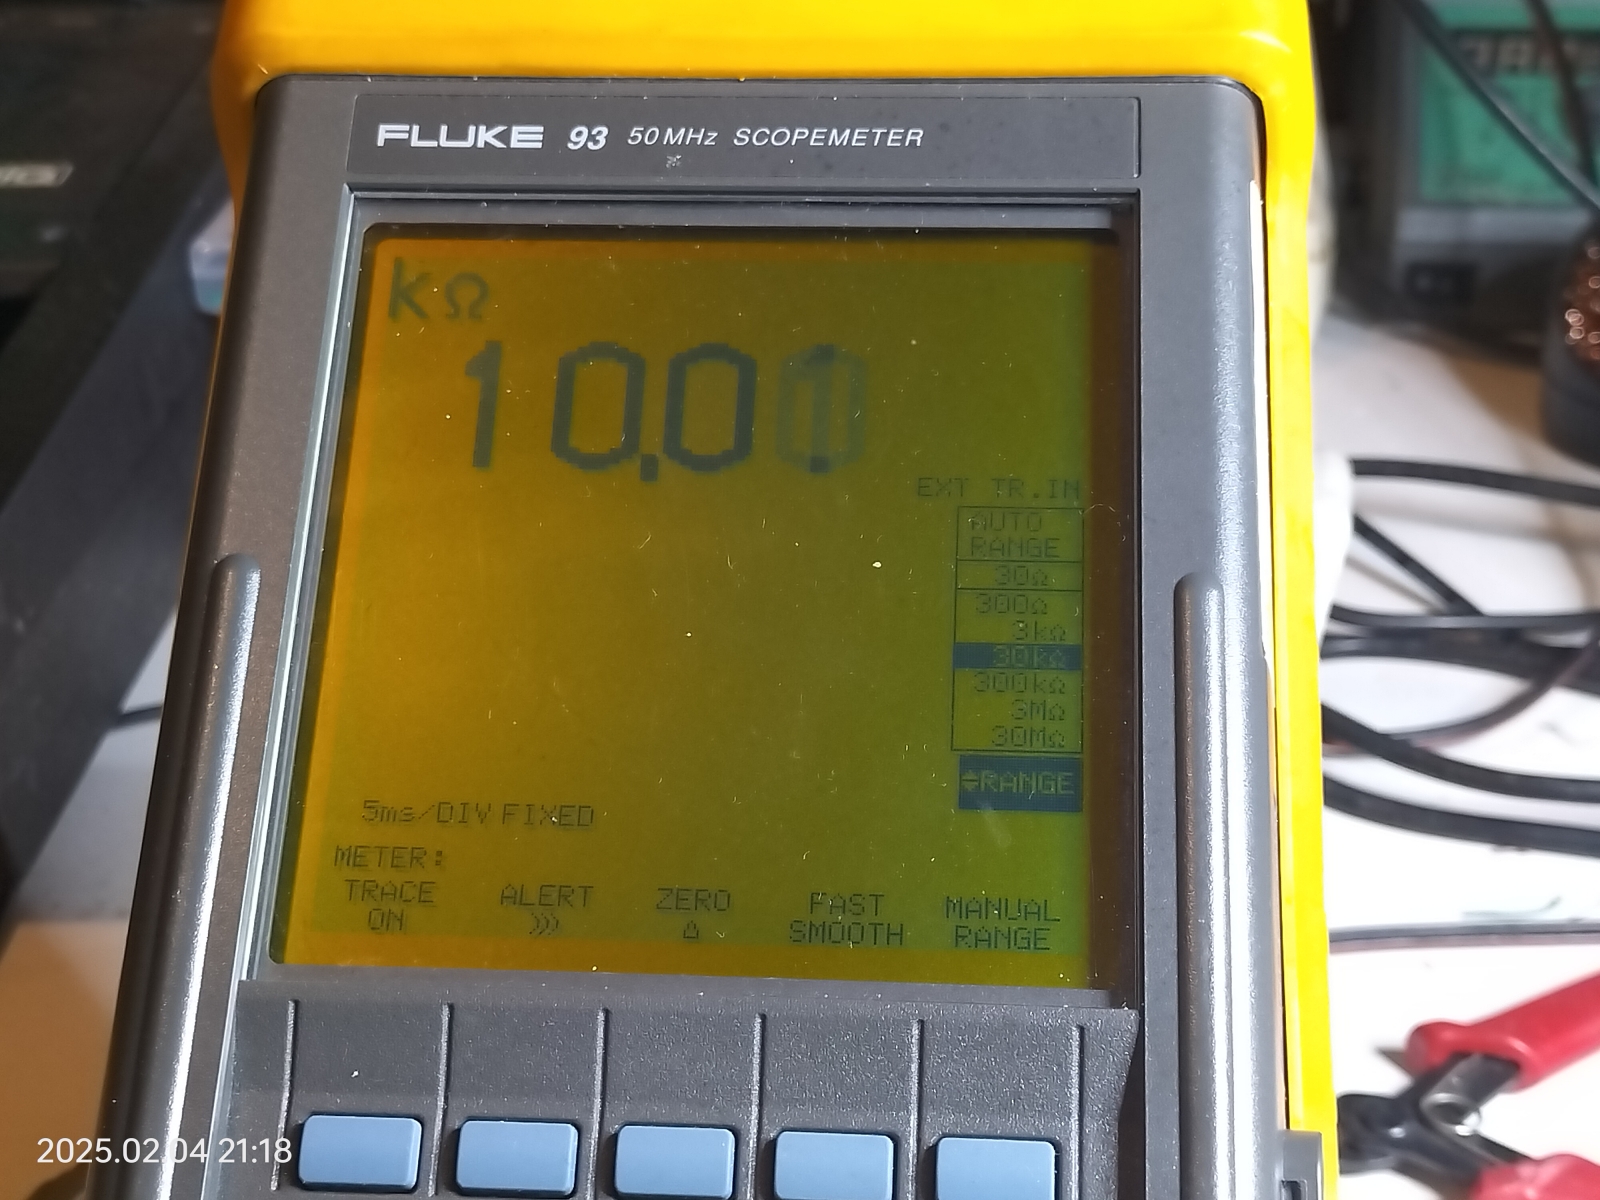 FLUKE 93 50MHz SCOPEMETER
kΩ
10.01
EXT TR.IN
AUTO
RANGE
30Ω
300Ω
3kΩ
30kΩ
300kΩ
3MΩ
30MΩ
RANGE
5ms/DIV FIXED
METER:
TRACE
ON
ALERT
)))
ZERO
Δ
FAST
SMOOTH
MANUAL
RANGE
2025.02.04 21:18